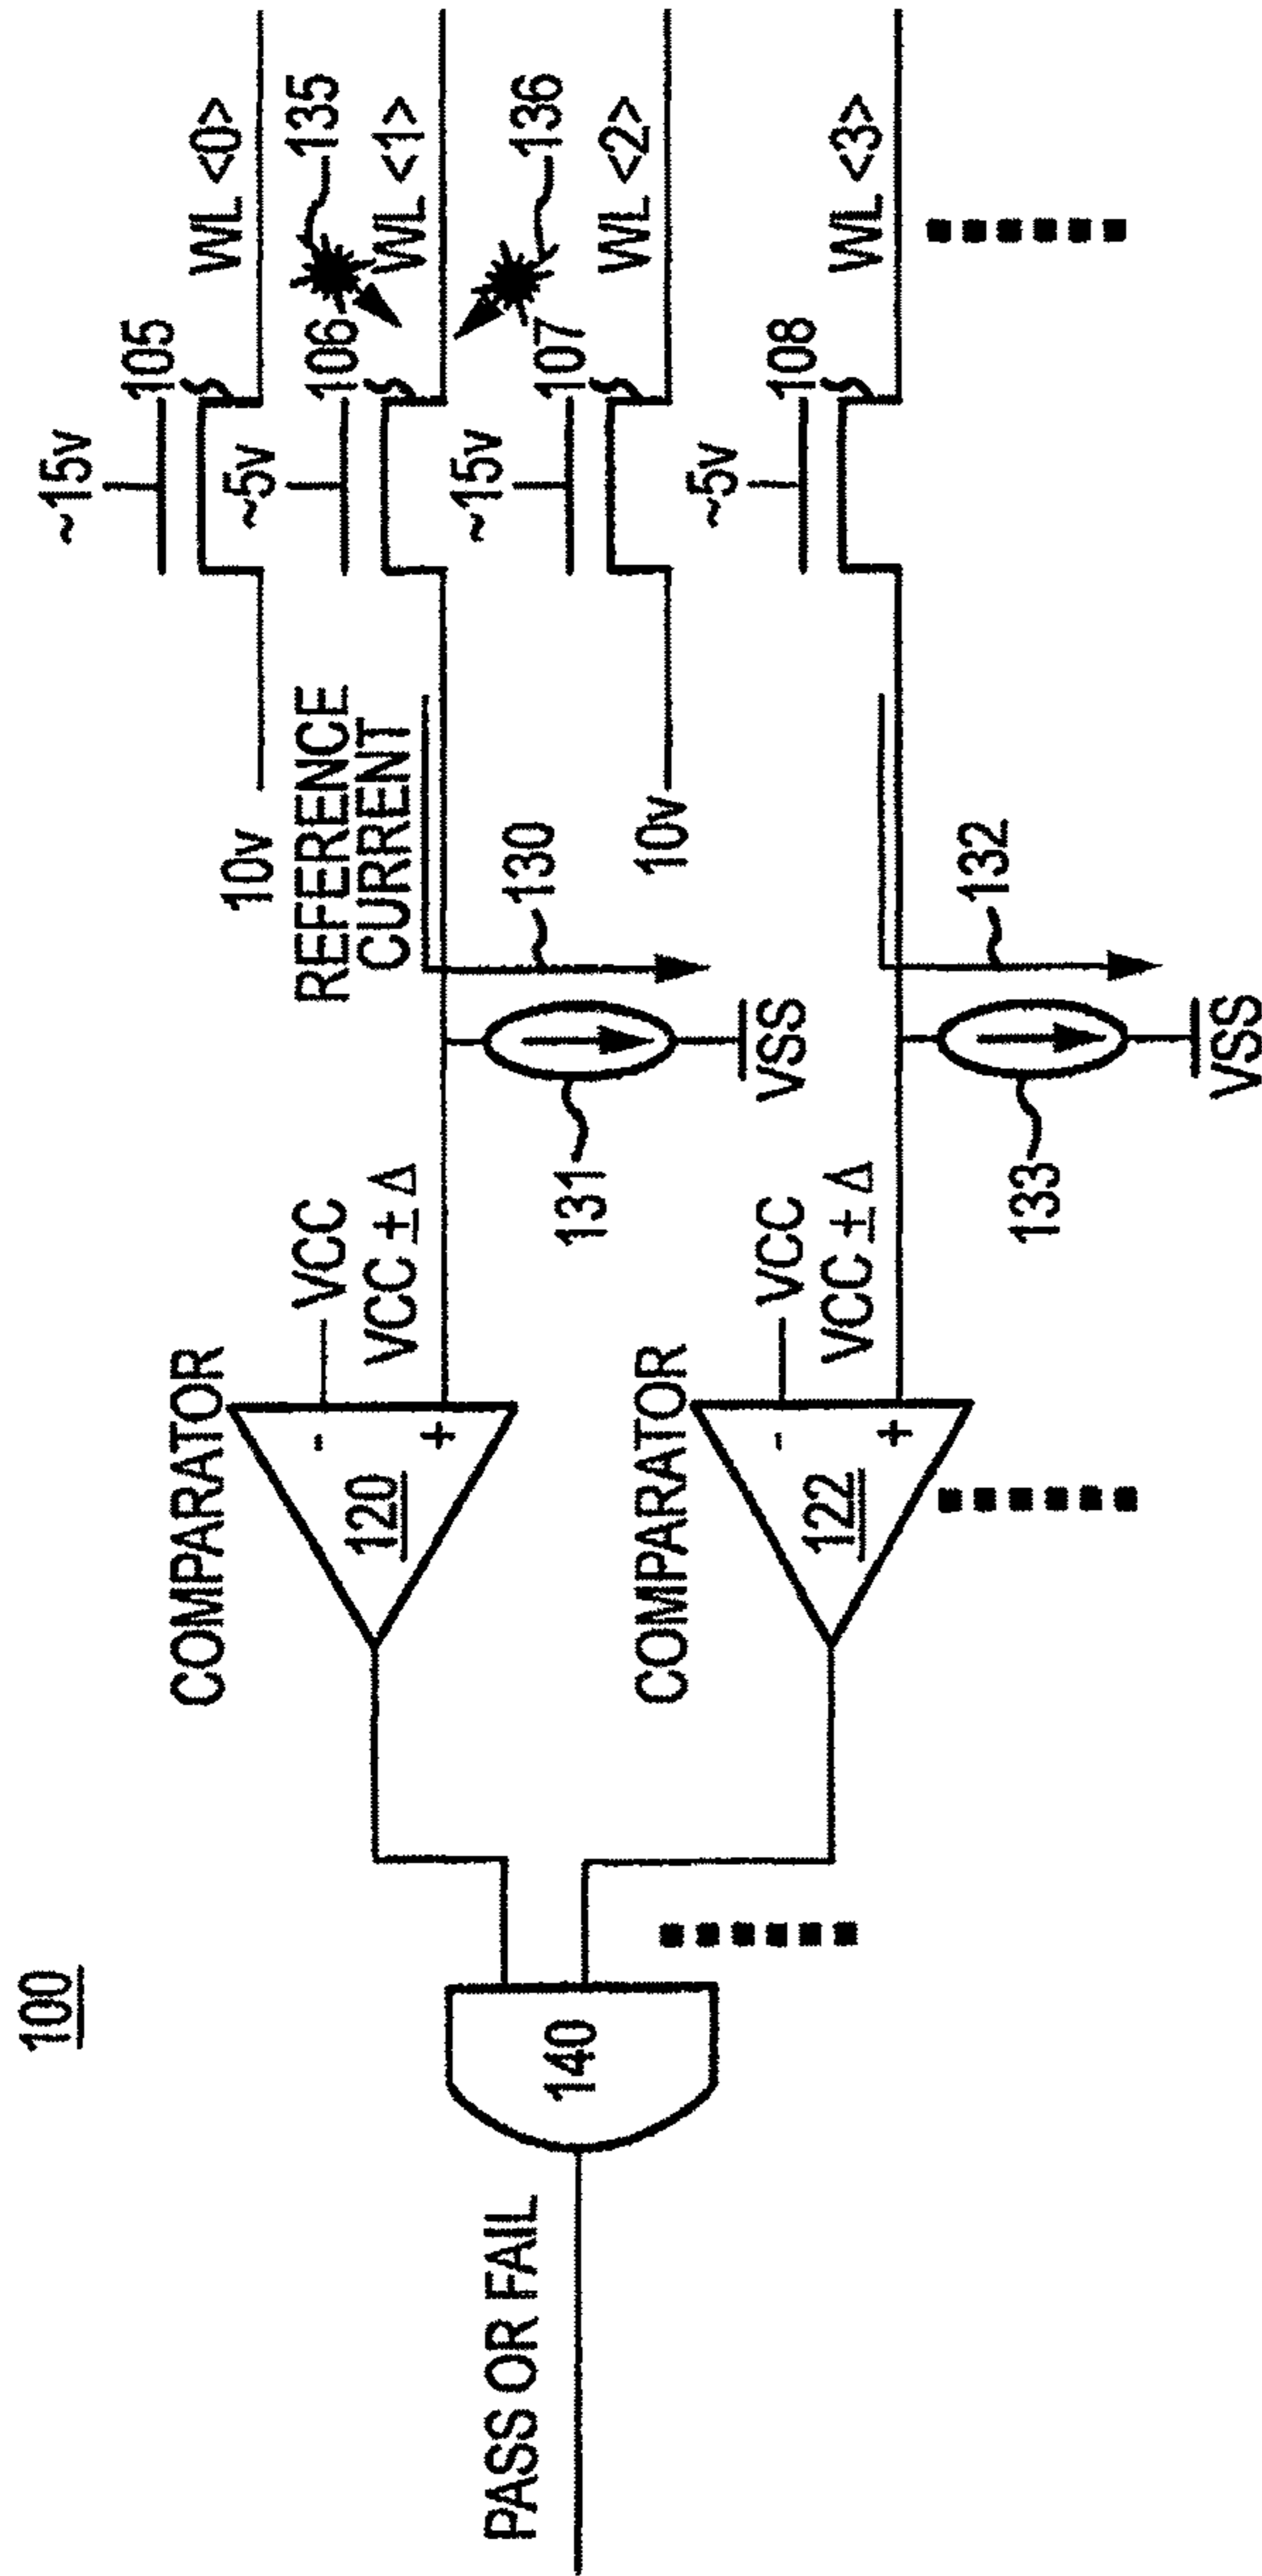 100
~15v
105
WL <0>
10v
135
~5v
106
WL <1>
REFERENCE
CURRENT
136
~15v
107
WL <2>
130
10v
~5v
108
WL <3>
132
COMPARATOR
VCC
-
120
VCC ± Δ
+
131
VSS
COMPARATOR
VCC
-
122
VCC ± Δ
+
133
VSS
140
PASS OR FAIL